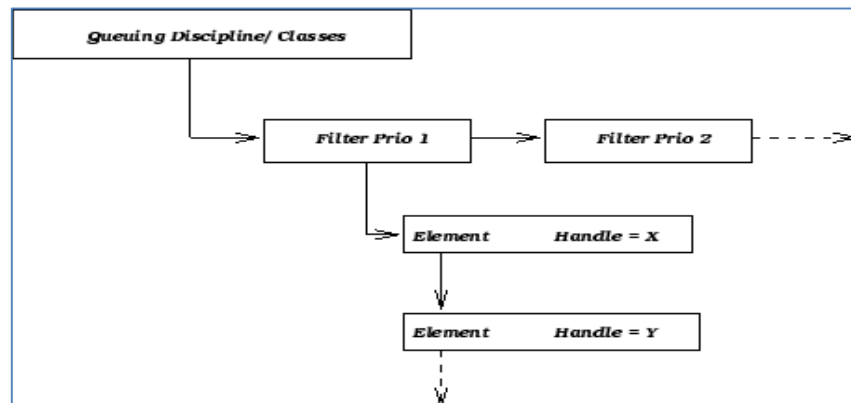 Queuing Discipline/ Classes
Filter Prio 1
Filter Prio 2
Element Handle = X
Element Handle = Y